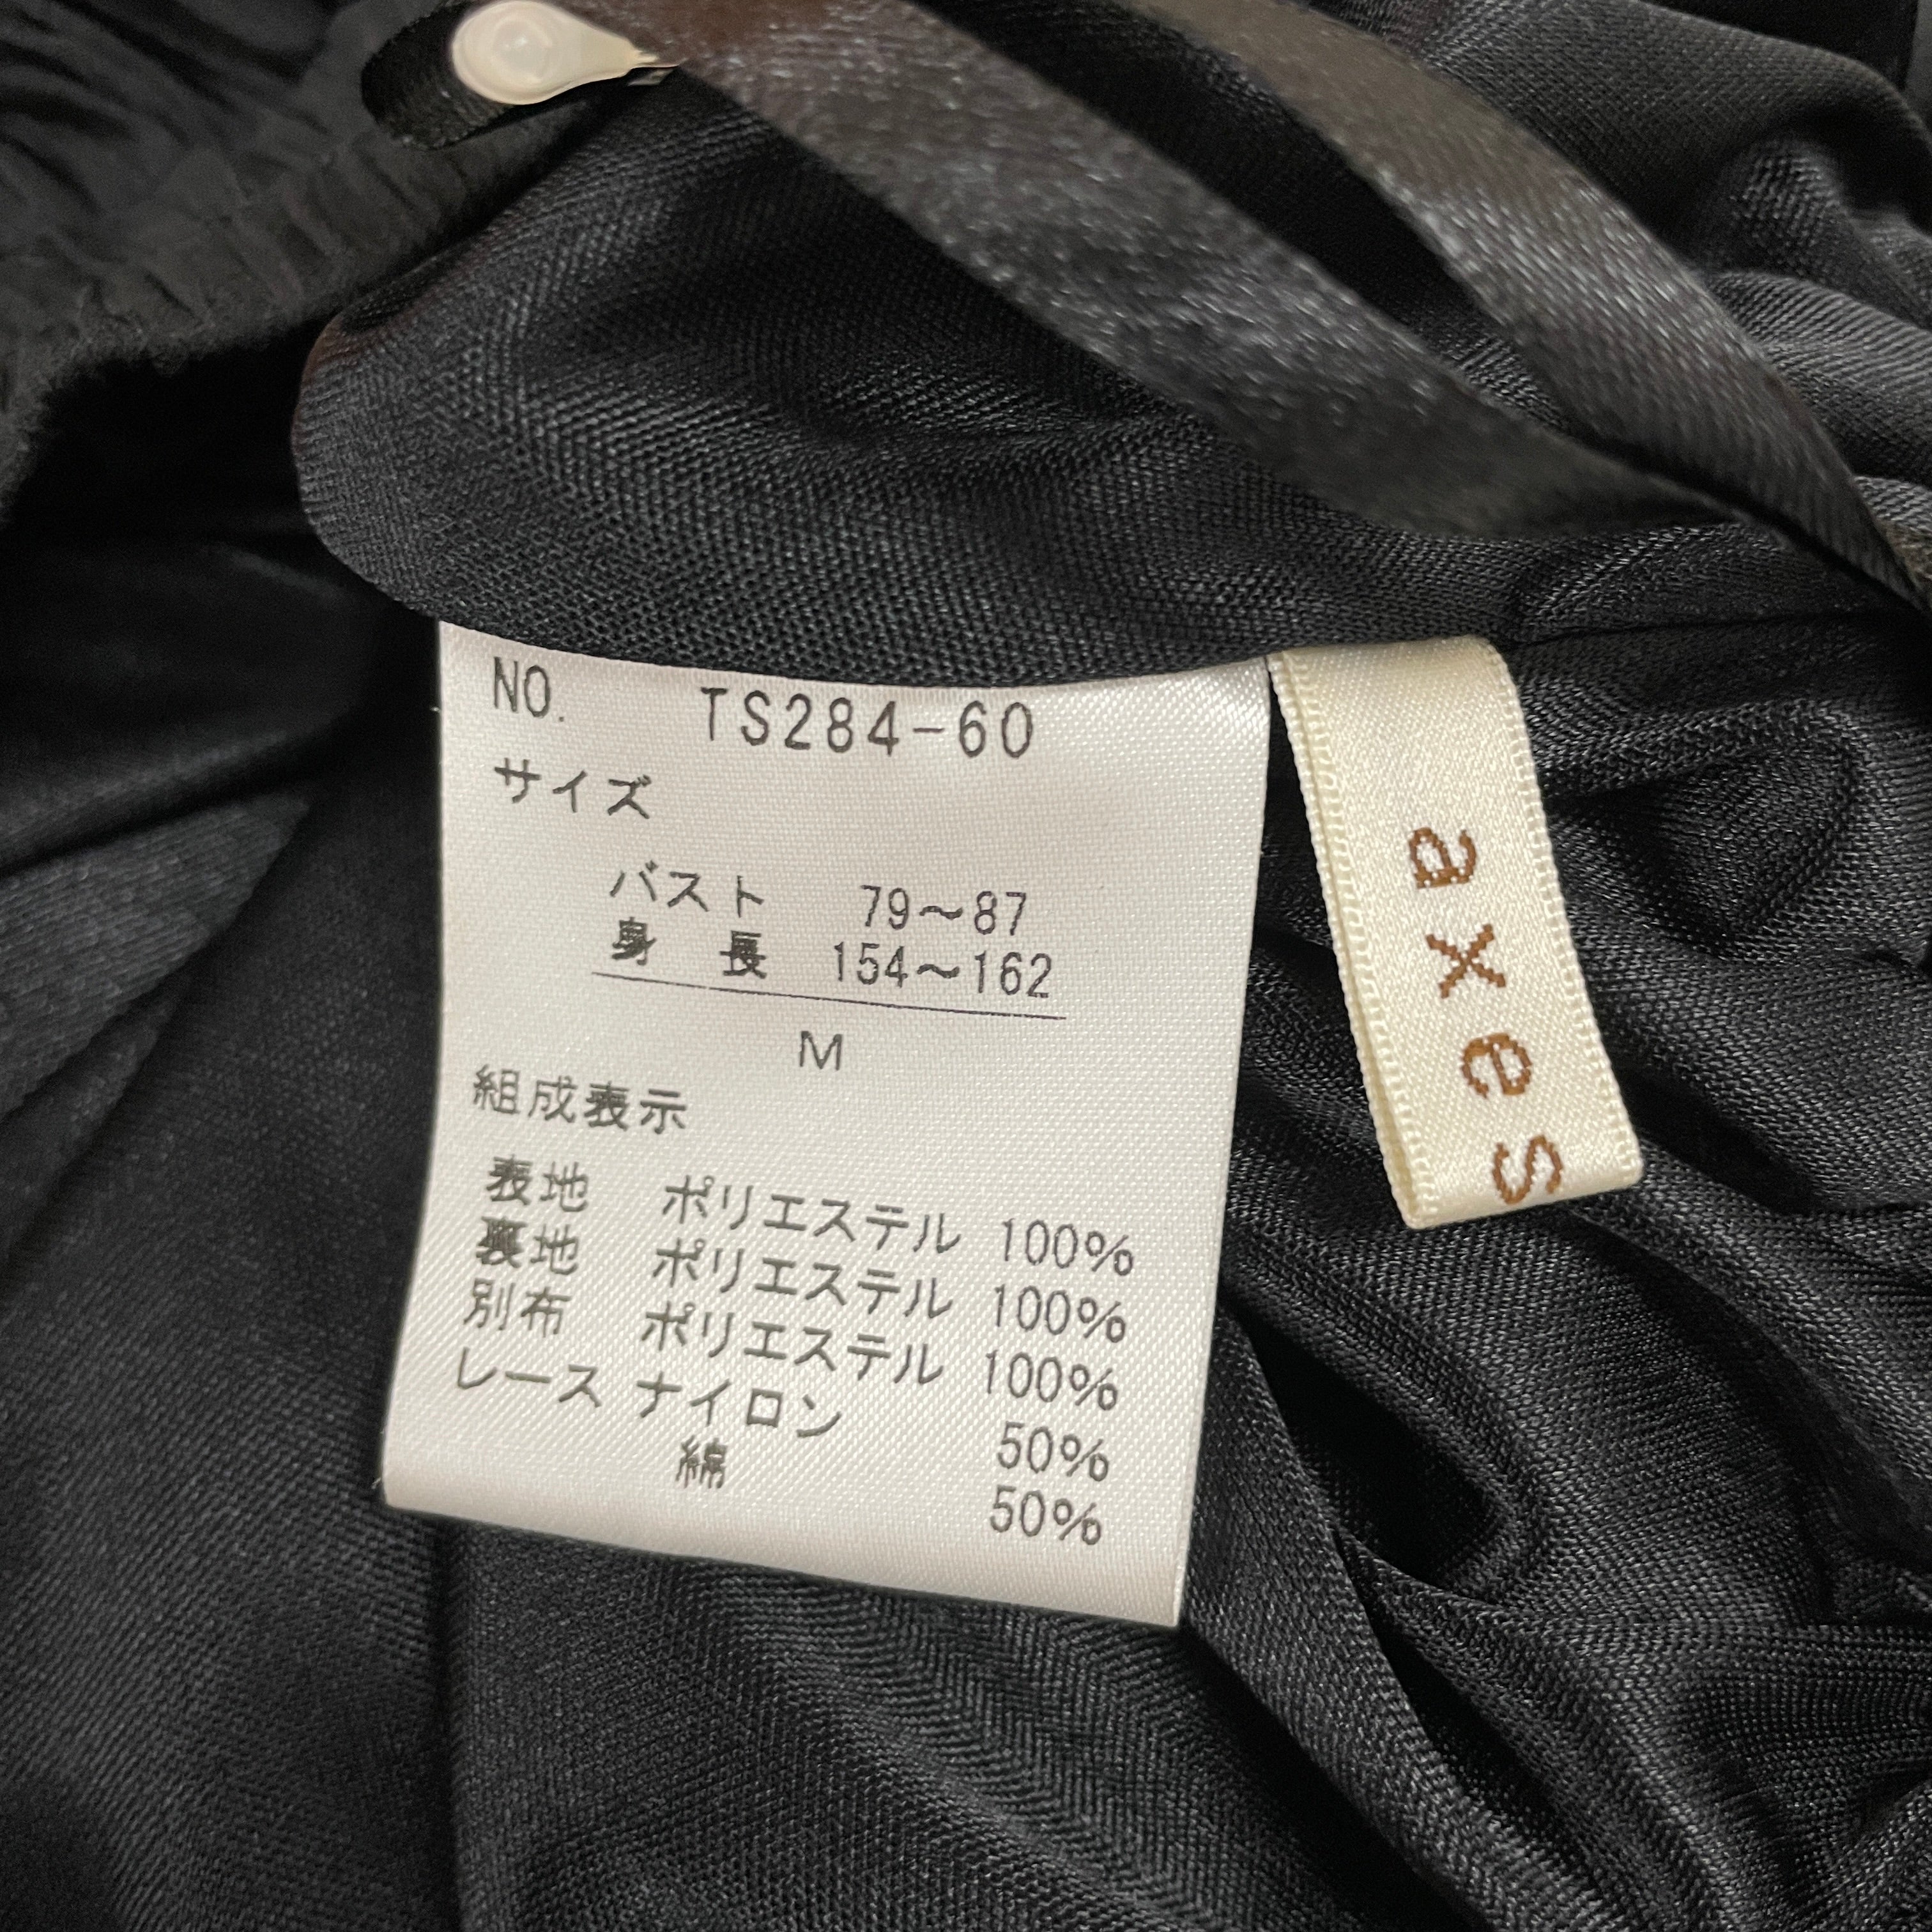 NO. TS284-60
サイズ
バスト 79～87
身 長 154～162
M
組成表示
表地 ポリエステル 100%
裏地 ポリエステル 100%
別布 ポリエステル 100%
レース ナイロン 50%
綿 50%
axes